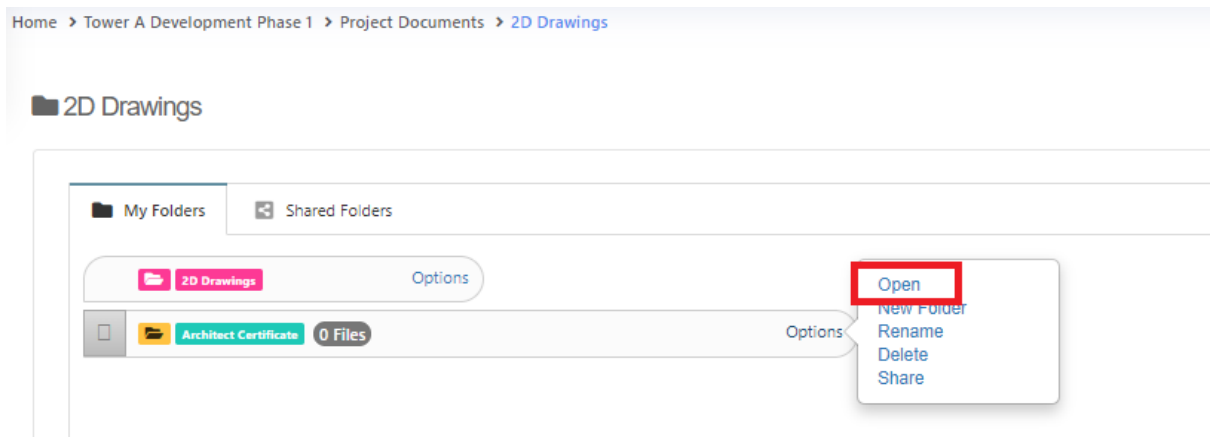 Home > Tower A Development Phase 1 > Project Documents > 2D Drawings
2D Drawings
My Folders Shared Folders
2D Drawings Options
Architect Certificate 0 Files Options
Open
New Folder
Rename
Delete
Share